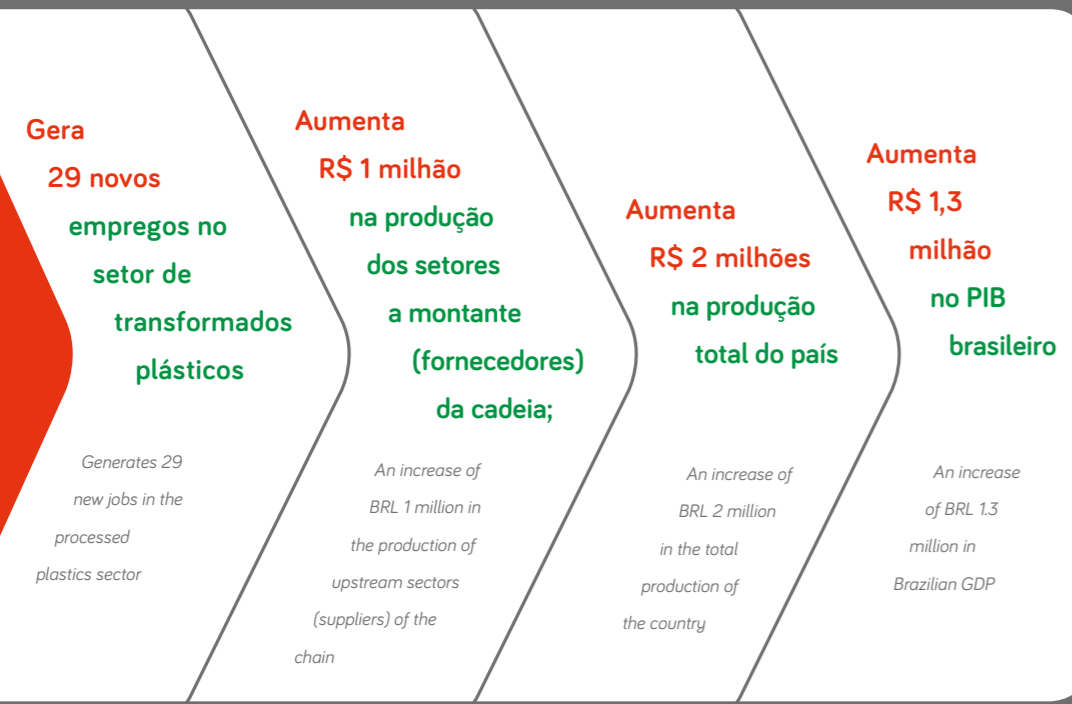 Gera
29 novos
empregos no
setor de
transformados
plásticos
Generates 29
new jobs in the
processed
plastics sector
Aumenta
R$ 1 milhão
na produção
dos setores
a montante
(fornecedores)
da cadeia;
An increase of
BRL 1 million in
the production of
upstream sectors
(suppliers) of the
chain
Aumenta
R$ 2 milhões
na produção
total do país
An increase of
BRL 2 million
in the total
production of
the country
Aumenta
R$ 1,3
milhão
no PIB
brasileiro
An increase
of BRL 1.3
million in
Brazilian GDP